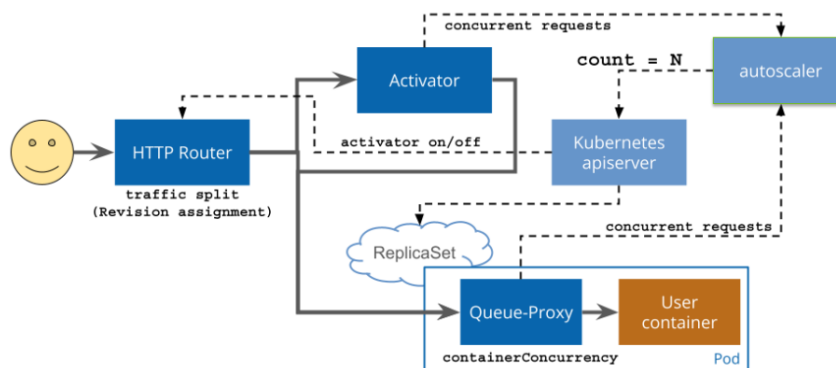 concurrent requests
Activator
count = N
autoscaler
HTTP Router
activator on/off
Kubernetes
apiserver
traffic split
(Revision assignment)
ReplicaSet
concurrent requests
Queue-Proxy
User
container
containerConcurrency
Pod